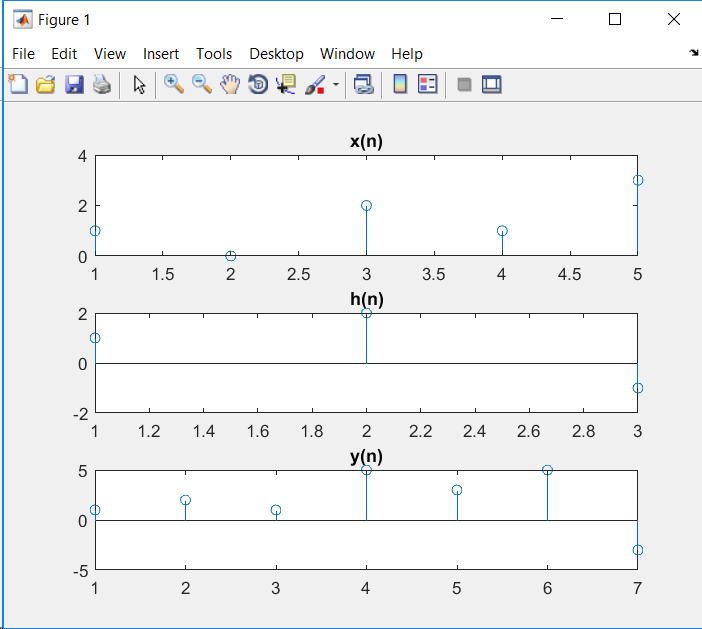 Figure 1
File Edit View Insert Tools Desktop Window Help
x(n)
4
2
0
1 1.5 2 2.5 3 3.5 4 4.5 5
h(n)
2
0
-2
1 1.2 1.4 1.6 1.8 2 2.2 2.4 2.6 2.8 3
y(n)
5
0
-5
1 2 3 4 5 6 7